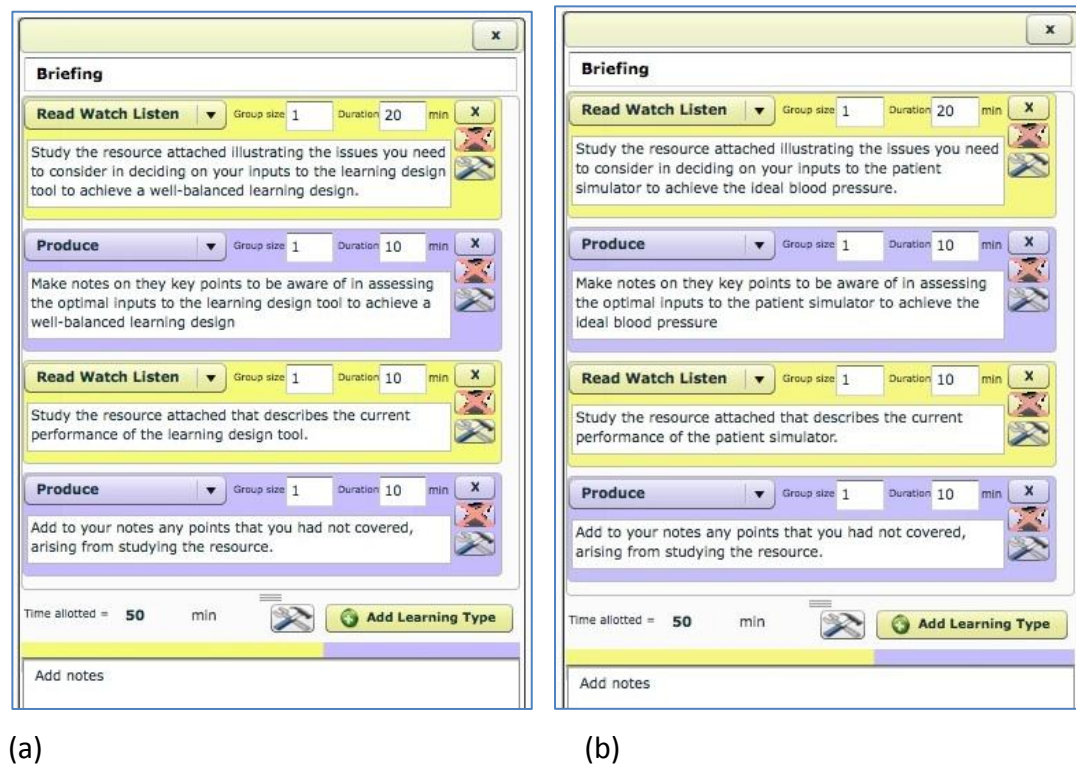 x
Briefing
Read Watch Listen Group size 1 Duration 20 min x
Study the resource attached illustrating the issues you need
to consider in deciding on your inputs to the learning design
tool to achieve a well-balanced learning design.
Produce Group size 1 Duration 10 min x
Make notes on they key points to be aware of in assessing
the optimal inputs to the learning design tool to achieve a
well-balanced learning design
Read Watch Listen Group size 1 Duration 10 min x
Study the resource attached that describes the current
performance of the learning design tool.
Produce Group size 1 Duration 10 min x
Add to your notes any points that you had not covered,
arising from studying the resource.
Time allotted = 50 min Add Learning Type
Add notes
(a)
x
Briefing
Read Watch Listen Group size 1 Duration 20 min x
Study the resource attached illustrating the issues you need
to consider in deciding on your inputs to the patient
simulator to achieve the ideal blood pressure.
Produce Group size 1 Duration 10 min x
Make notes on they key points to be aware of in assessing
the optimal inputs to the patient simulator to achieve the
ideal blood pressure
Read Watch Listen Group size 1 Duration 10 min x
Study the resource attached that describes the current
performance of the patient simulator.
Produce Group size 1 Duration 10 min x
Add to your notes any points that you had not covered,
arising from studying the resource.
Time allotted = 50 min Add Learning Type
Add notes
(b)